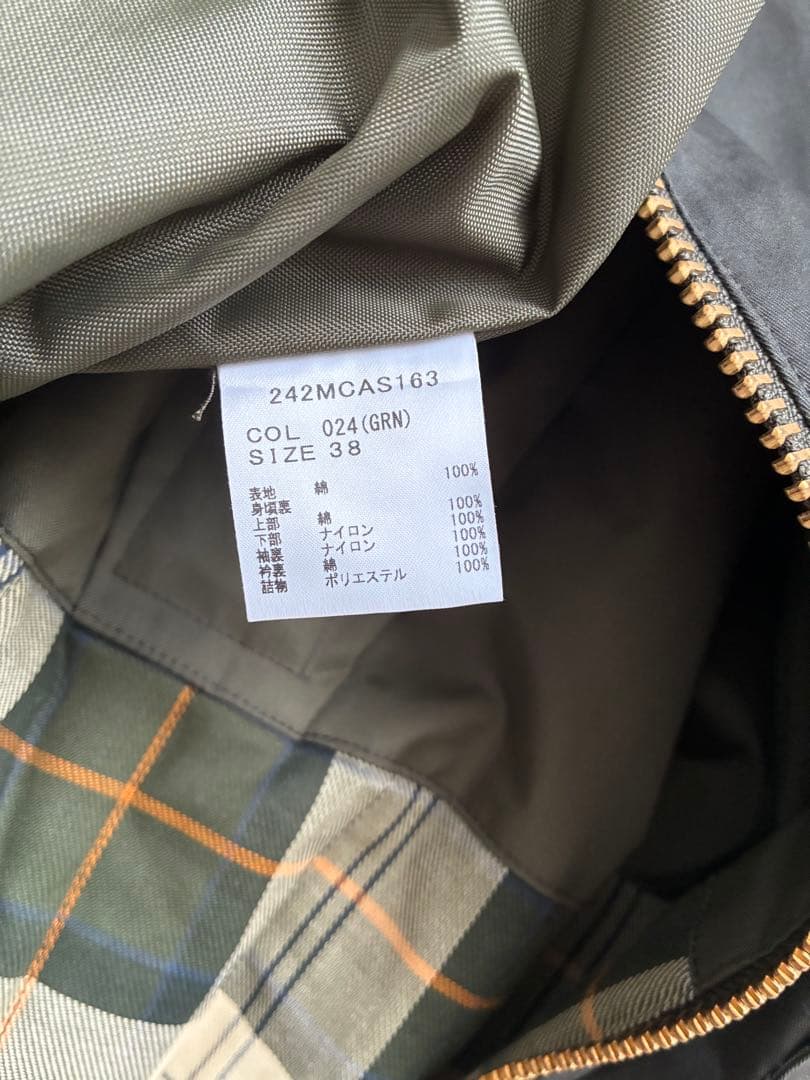 242MCAS163
COL 024(GRN)
SIZE 38
表地 綿 100%
身頃裏
上部 綿 100%
下部 ナイロン 100%
袖裏 ナイロン 100%
衿裏 綿 100%
詰物 ポリエステル 100%